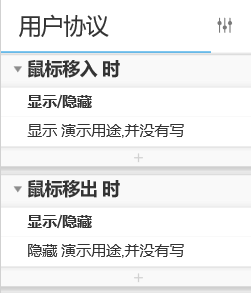 用户协议
鼠标移入 时
显示/隐藏
显示 演示用途,并没有写
+
鼠标移出 时
显示/隐藏
隐藏 演示用途,并没有写
+